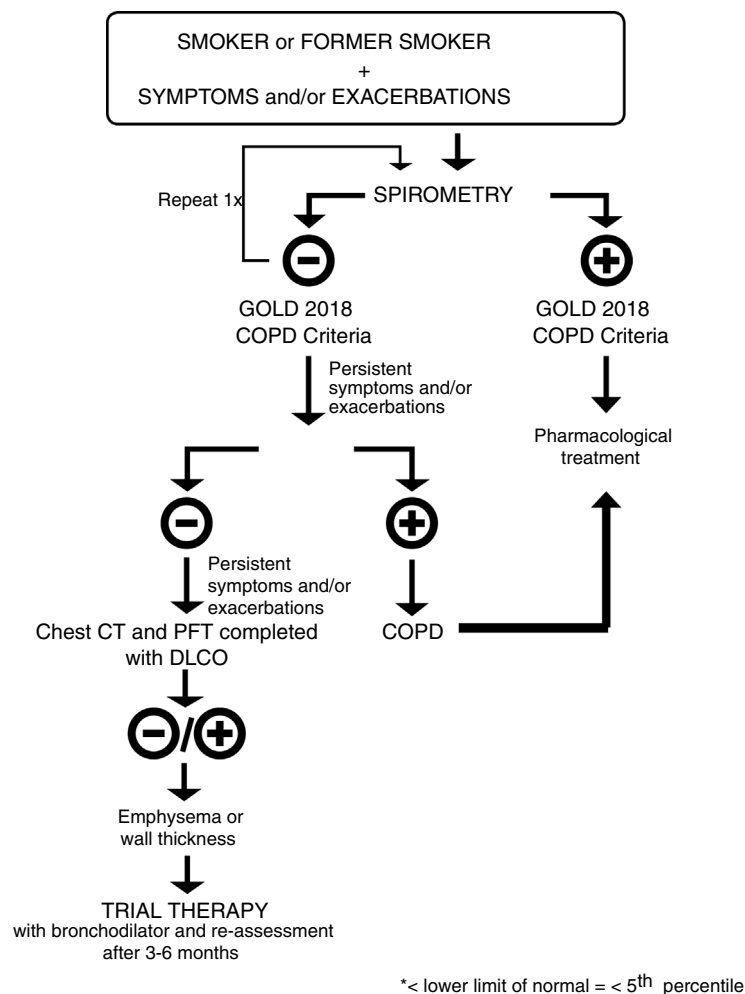 SMOKER or FORMER SMOKER
+
SYMPTOMS and/or EXACERBATIONS
Repeat 1x
SPIROMETRY
GOLD 2018
COPD Criteria
GOLD 2018
COPD Criteria
Persistent
symptoms and/or
exacerbations
Pharmacological
treatment
Persistent
symptoms and/or
exacerbations
Chest CT and PFT completed
with DLCO
COPD
/
Emphysema or
wall thickness
TRIAL THERAPY
with bronchodilator and re-assessment
after 3-6 months
*< lower limit of normal = < 5th percentile